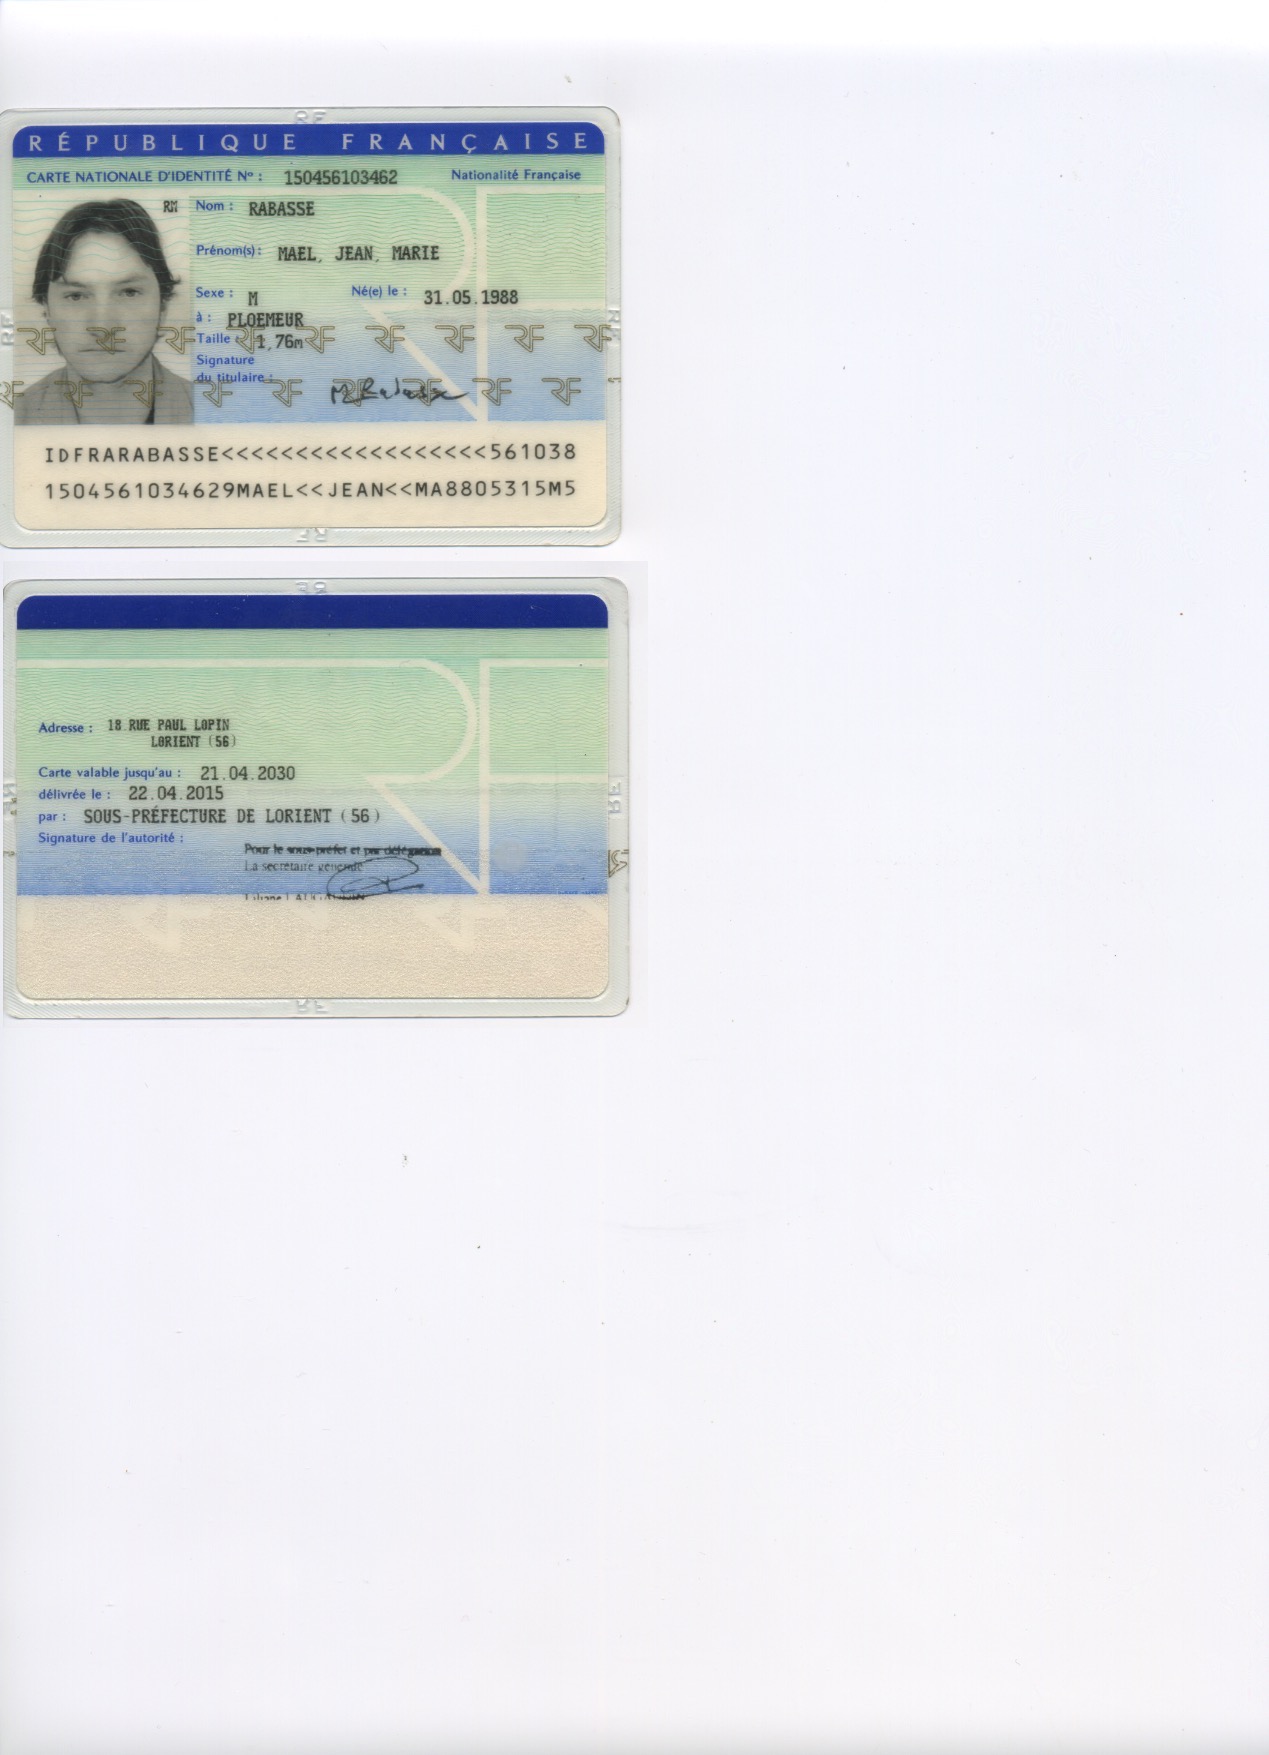 RÉPUBLIQUE FRANÇAISE
CARTE NATIONALE D'IDENTITÉ Nº : 150456103462 Nationalité Française
RM Nom : RABASSE
Prénom(s) : MAEL, JEAN, MARIE
Sexe : M Né(e) le : 31.05.1988
à : PLOEMEUR
Taille : 1,76m
Signature
du titulaire : M Rabasse
IDFRARABASSE<<<<<<<<<<<<<<<<<<561038
1504561034629MAEL<<JEAN<<MA8805315M5
Adresse : 18 RUE PAUL LOPIN
LORIENT (56)
Carte valable jusqu'au : 21.04.2030
délivrée le : 22.04.2015
par : SOUS-PRÉFECTURE DE LORIENT (56)
Signature de l'autorité :
Pour le sous-préfet et par délégation
La secrétaire générale
Liliane